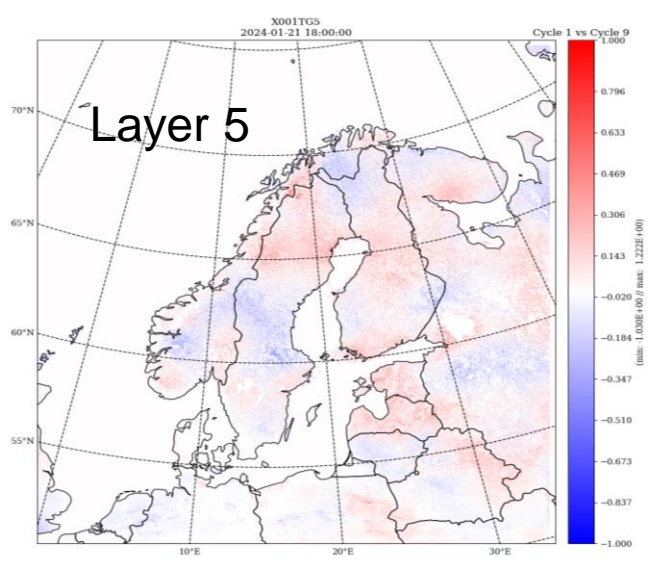 X001TG5
2024-01-21 18:00:00
Cycle 1 vs Cycle 9
Layer 5
70°N
65°N
60°N
55°N
10°E
20°E
30°E
1.000
0.796
0.633
0.469
0.306
0.143
-0.020
-0.184
-0.347
-0.510
-0.673
-0.837
-1.000
(min: -1.030E+00 // max: 1.222E+00)